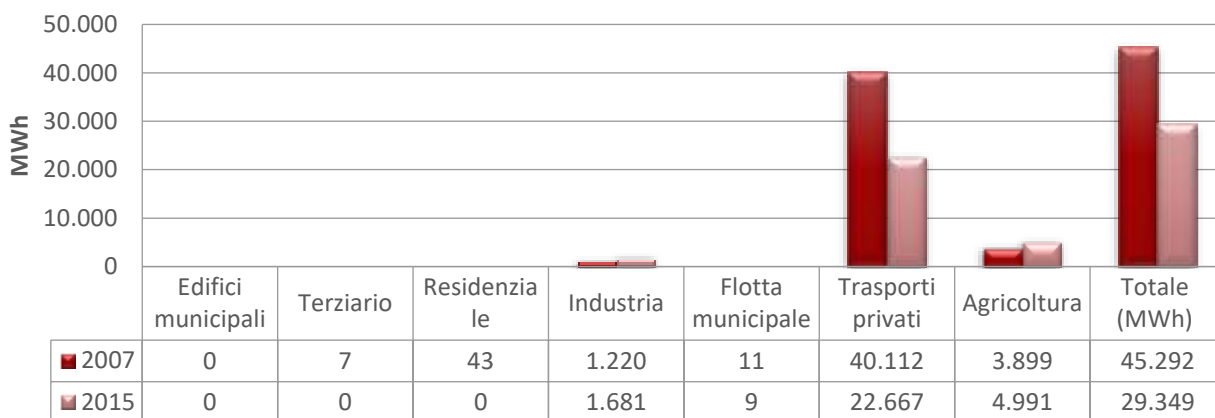 50.000
40.000
30.000
20.000
10.000
0
MWh
Edifici municipali
Terziario
Residenzia
le
Industria
Flotta municipale
Trasporti privati
Agricoltura
Totale (MWh)
2007 0 7 43 1.220 11 40.112 3.899 45.292
2015 0 0 0 1.681 9 22.667 4.991 29.349